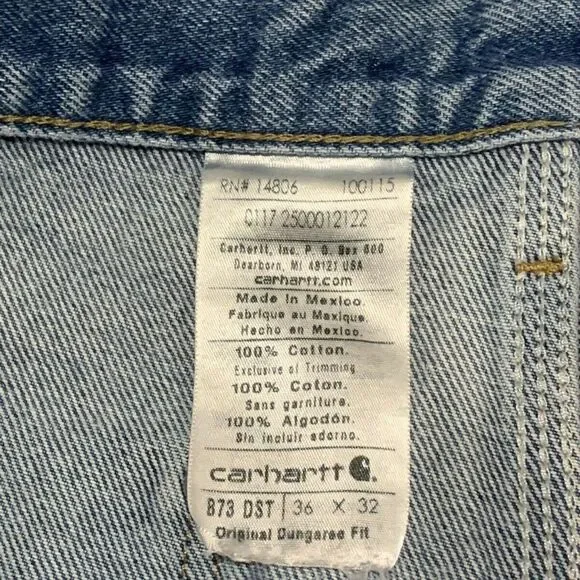 RN# 14806 100115
Q117 2500012122
Carhartt, Inc. P. O. Box 600
Dearborn, MI 48121 USA
carhartt.com
Made in Mexico.
Fabriqué au Mexique.
Hecho en Mexico.
100% Cotton.
Exclusive of Trimming
100% Coton.
Sans garniture.
100% Algodón.
Sin incluir adorno.
carhartt
B73 DST 36 X 32
Original Dungaree Fit